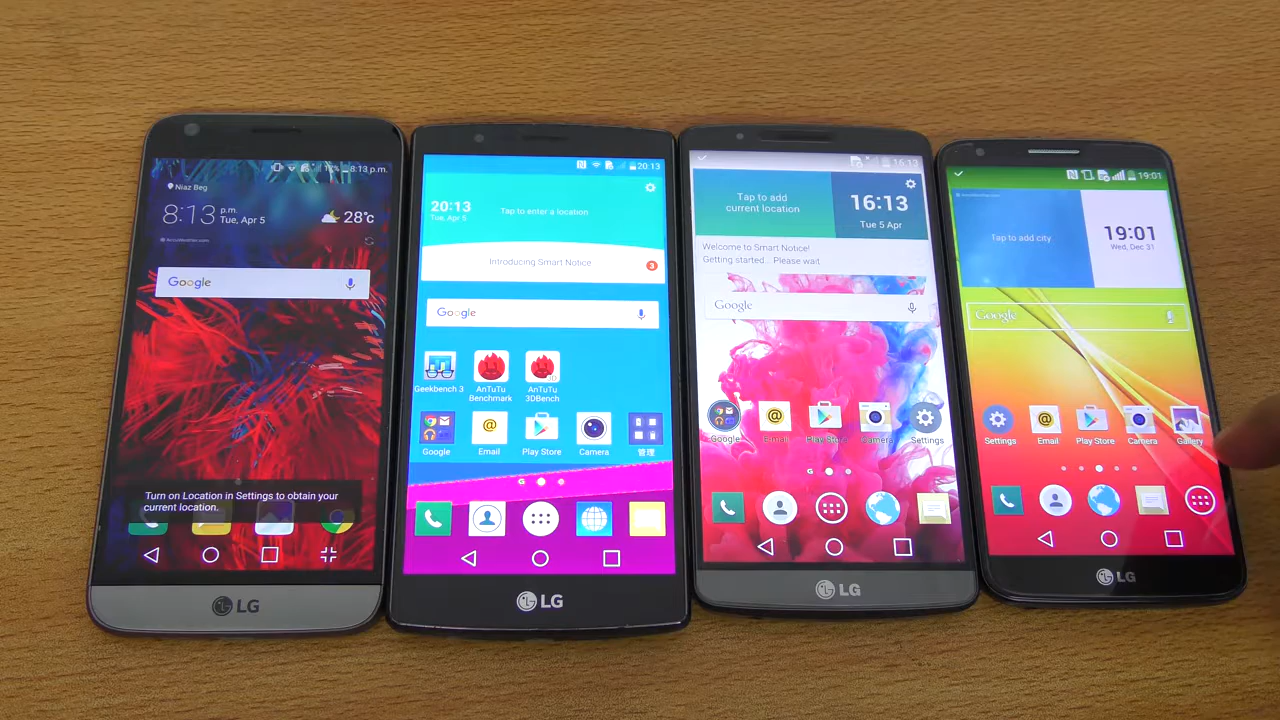 17% 8:13 p.m.
Niaz Beg
8:13 p.m.
Tue, Apr 5
28°c
AccuWeather.com
Google
Turn on Location in Settings to obtain your
current location.
LG
20:13
20:13
Tue, Apr 5
Tap to enter a location
Introducing Smart Notice
3
Google
Geekbench 3
AnTuTu
Benchmark
AnTuTu
3DBench
3D
Google
Email
Play Store
Camera
管理
G
LG
16:13
Tap to add
current location
16:13
Tue 5 Apr
Welcome to Smart Notice!
Getting started... Please wait
Google
Google
E-mail
Play Store
Camera
Settings
G
LG
19:01
Tap to add city
19:01
Wed, Dec 31
Google
Settings
Email
Play Store
Camera
Gallery
LG